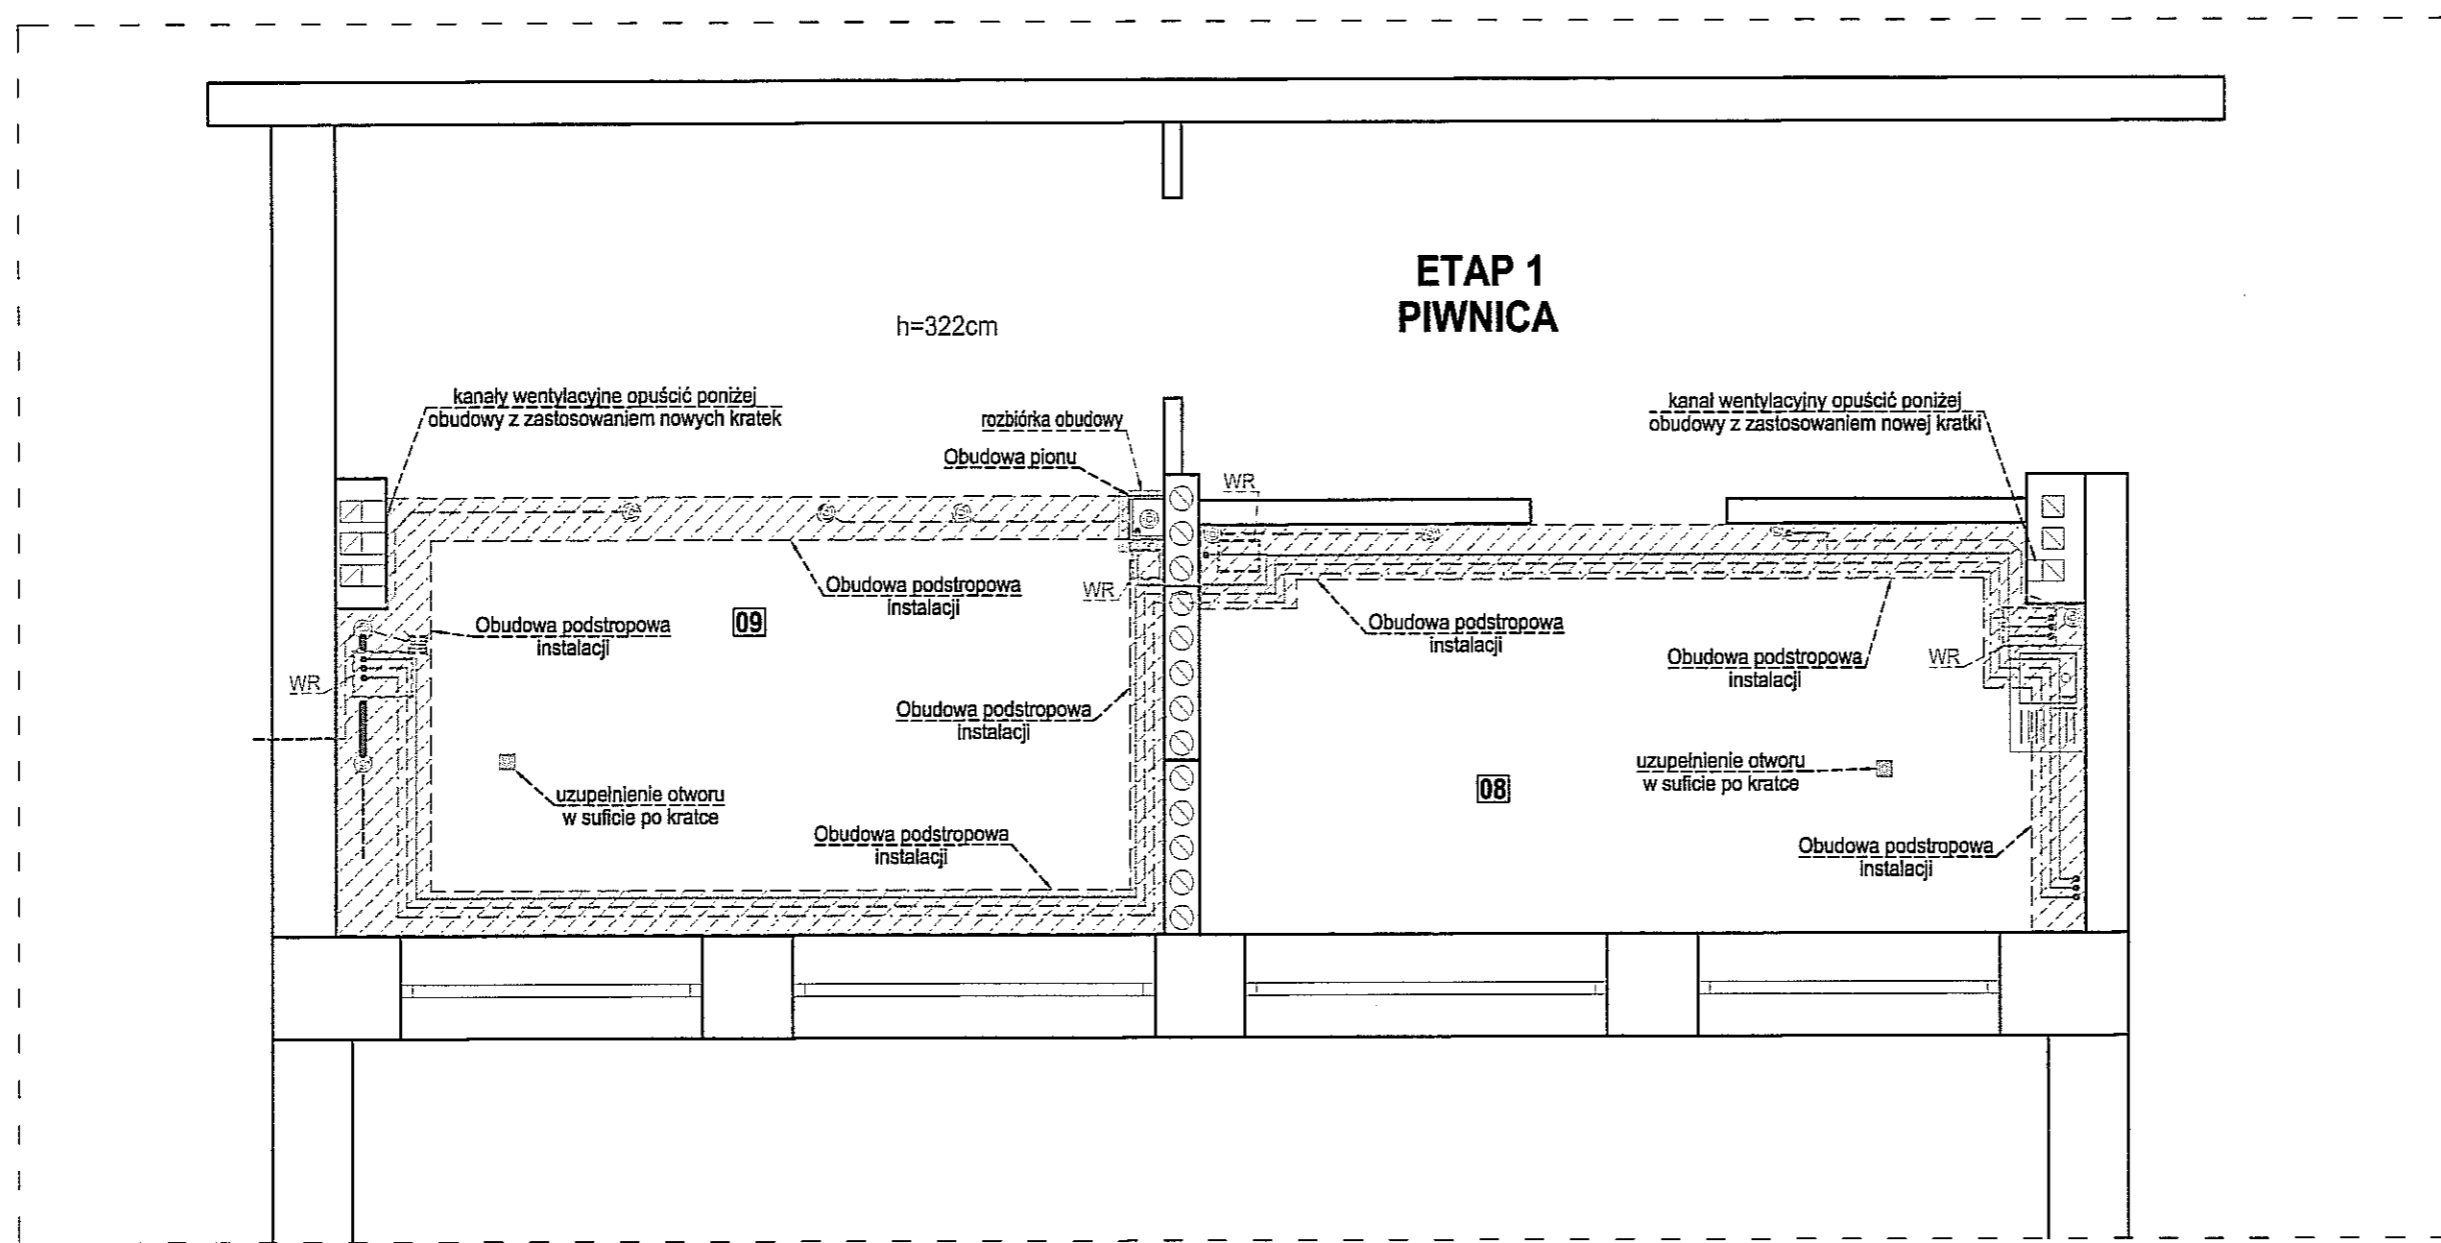 ETAP 1
PIWNICA
h=322cm
kanały wentylacyjne opuścić poniżej
obudowy z zastosowaniem nowych kratek
rozbiórka obudowy
Obudowa pionu
kanał wentylacyjny opuścić poniżej
obudowy z zastosowaniem nowej kratki
WR
Obudowa podstropowa
instalacji
WR
09
Obudowa podstropowa
instalacji
Obudowa podstropowa
instalacji
Obudowa podstropowa
instalacji
WR
WR
Obudowa podstropowa
instalacji
uzupełnienie otworu
w suficie po kratce
08
uzupełnienie otworu
w suficie po kratce
Obudowa podstropowa
instalacji
Obudowa podstropowa
instalacji